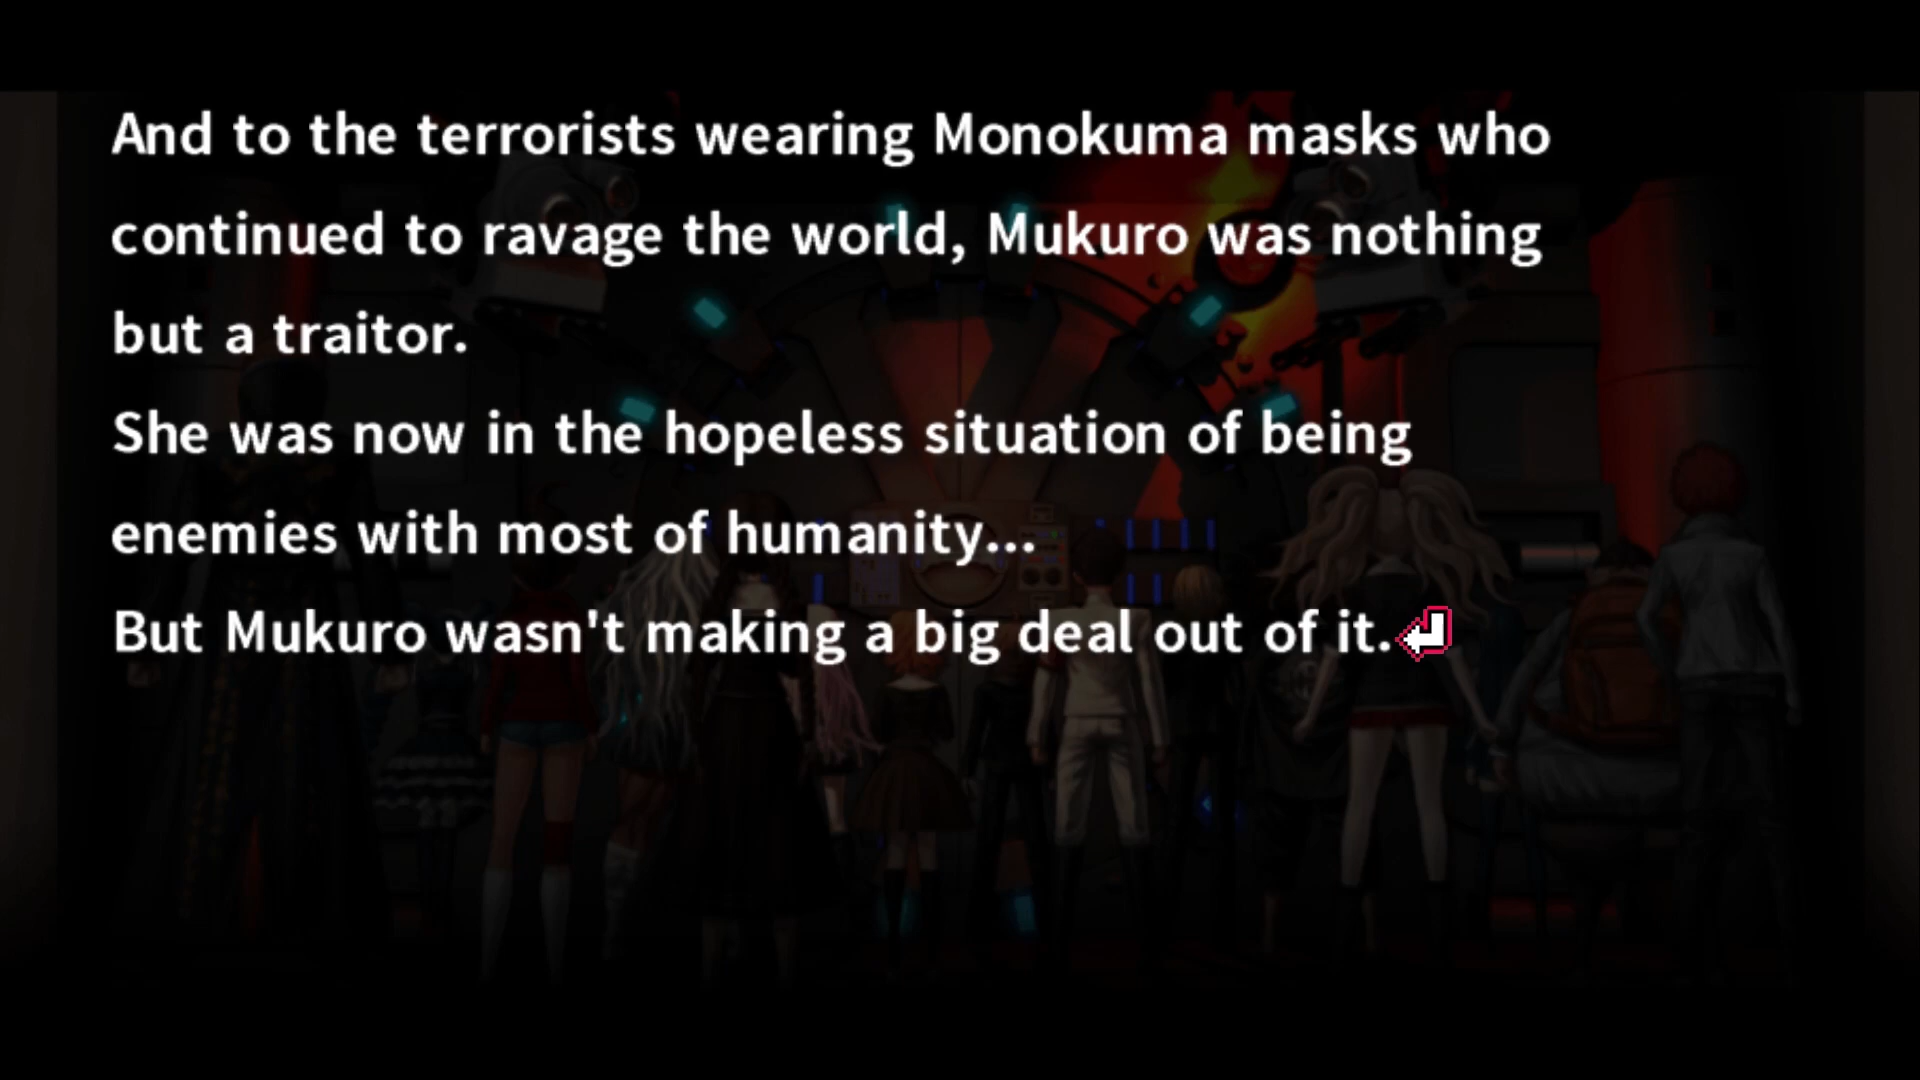 And to the terrorists wearing Monokuma masks who
continued to ravage the world, Mukuro was nothing
but a traitor.
She was now in the hopeless situation of being
enemies with most of humanity...
But Mukuro wasn't making a big deal out of it.